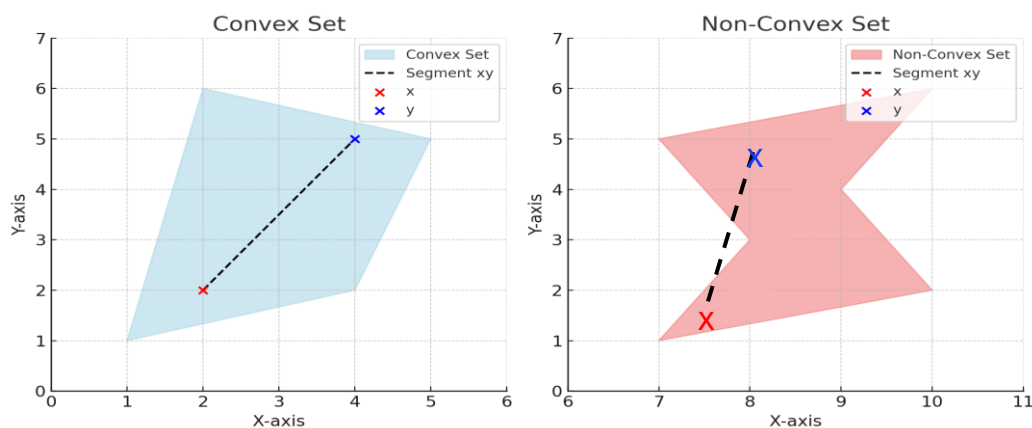 Convex Set
Convex Set
Segment xy
x
y
7
6
5
4
3
2
1
0
Y-axis
0 1 2 3 4 5 6
X-axis
Non-Convex Set
Non-Convex Set
Segment xy
x
y
7
6
5
4
3
2
1
0
Y-axis
X
X
6 7 8 9 10 11
X-axis